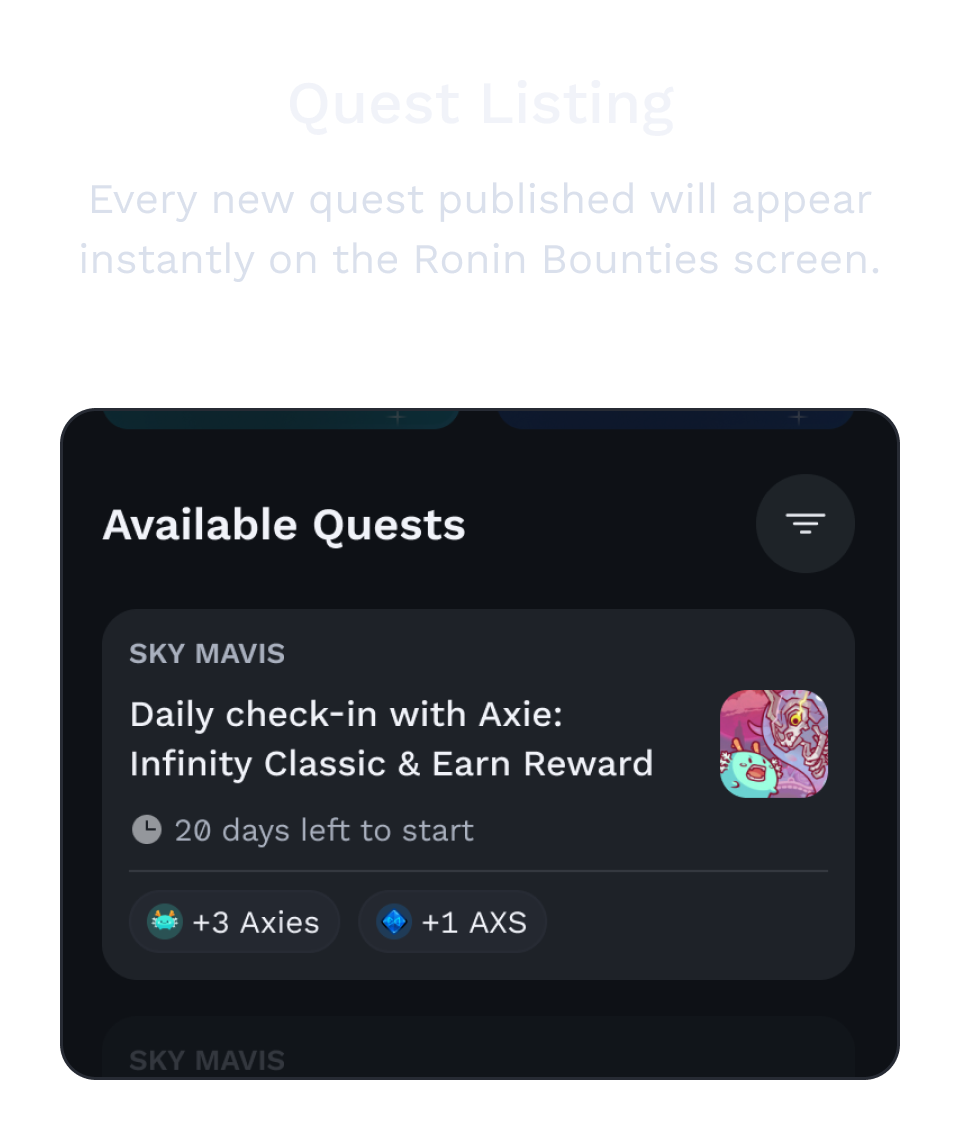 Quest Listing
Every new quest published will appear
instantly on the Ronin Bounties screen.
Available Quests
SKY MAVIS
Daily check-in with Axie:
Infinity Classic & Earn Reward
20 days left to start
+3 Axies
+1 AXS
SKY MAVIS